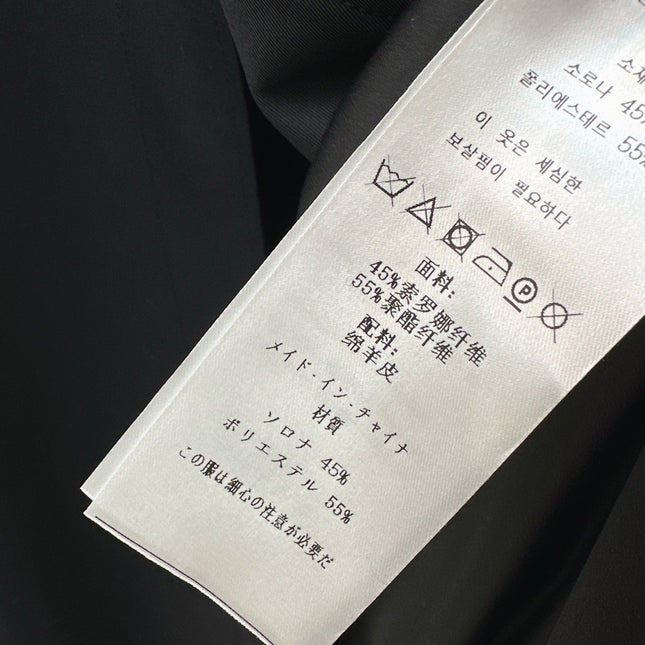 소재
소로나 45%
폴리에스테르 55%
이 옷은 세심한
보살핌이 필요하다
P
面料:
45%索罗娜纤维
55%聚酯纤维
配料:
绵羊皮
メイド-イン-チャイナ
材質
ソロナ 45%
ポリエステル 55%
この服は細心の注意が必要だ